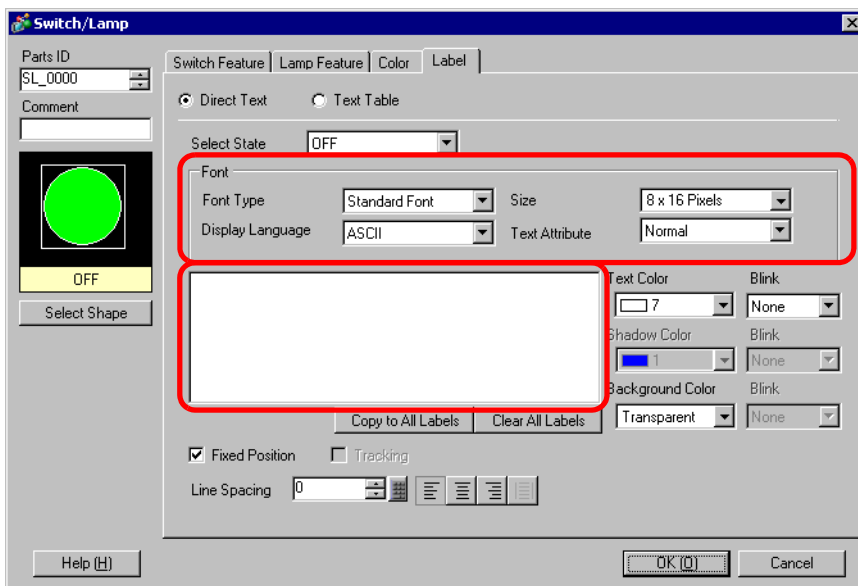 Switch/Lamp
Parts ID
SL_0000
Comment
OFF
Select Shape
Switch Feature Lamp Feature Color Label
Direct Text Text Table
Select State OFF
Font
Font Type Standard Font Size 8 x 16 Pixels
Display Language ASCII Text Attribute Normal
Text Color Blink
7 None
Shadow Color Blink
1 None
Background Color Blink
Transparent None
Copy to All Labels Clear All Labels
Fixed Position Tracking
Line Spacing 0
Help (H) OK (O) Cancel